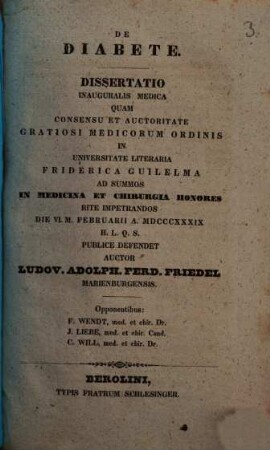 3.
DE
DIABETE.
DISSERTATIO
INAUGURALIS MEDICA
QUAM
CONSENSU ET AUCTORITATE
GRATIOSI MEDICORUM ORDINIS
IN
UNIVERSITATE LITERARIA
FRIDERICA GUILELMA
AD SUMMOS
IN MEDICINA ET CHIRURGIA HONORES
RITE IMPETRANDOS
DIE VI. M. FEBRUARII A. MDCCCXXXIX
H. L. Q. S.
PUBLICE DEFENDET
AUCTOR
LUDOV. ADOLPH. FERD. FRIEDEL
MARIENBURGENSIS.
Opponentibus:
F. WENDT, med. et chir. Dr.
J. LIEBE, med. et chir. Cand.
C. WILL, med. et chir. Dr.
BEROLINI,
TYPIS FRATRUM SCHLESINGER.